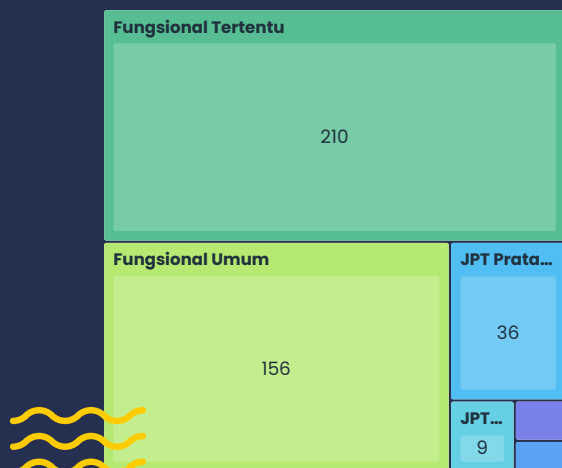 Fungsional Tertentu
210
Fungsional Umum
156
JPT Prata...
36
JPT...
9